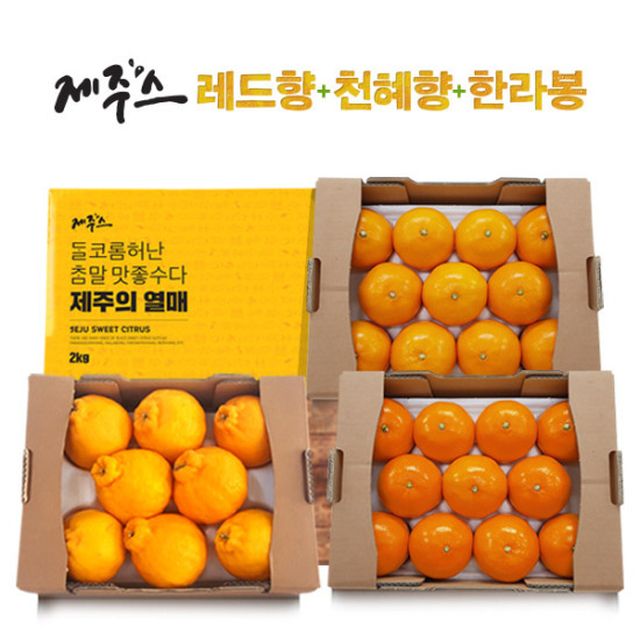 제주's 레드향+천혜향+한라봉
제주's
돌코롬허난
춤말 맛좋수다
제주의 열매
JEJU SWEET CITRUS
2kg